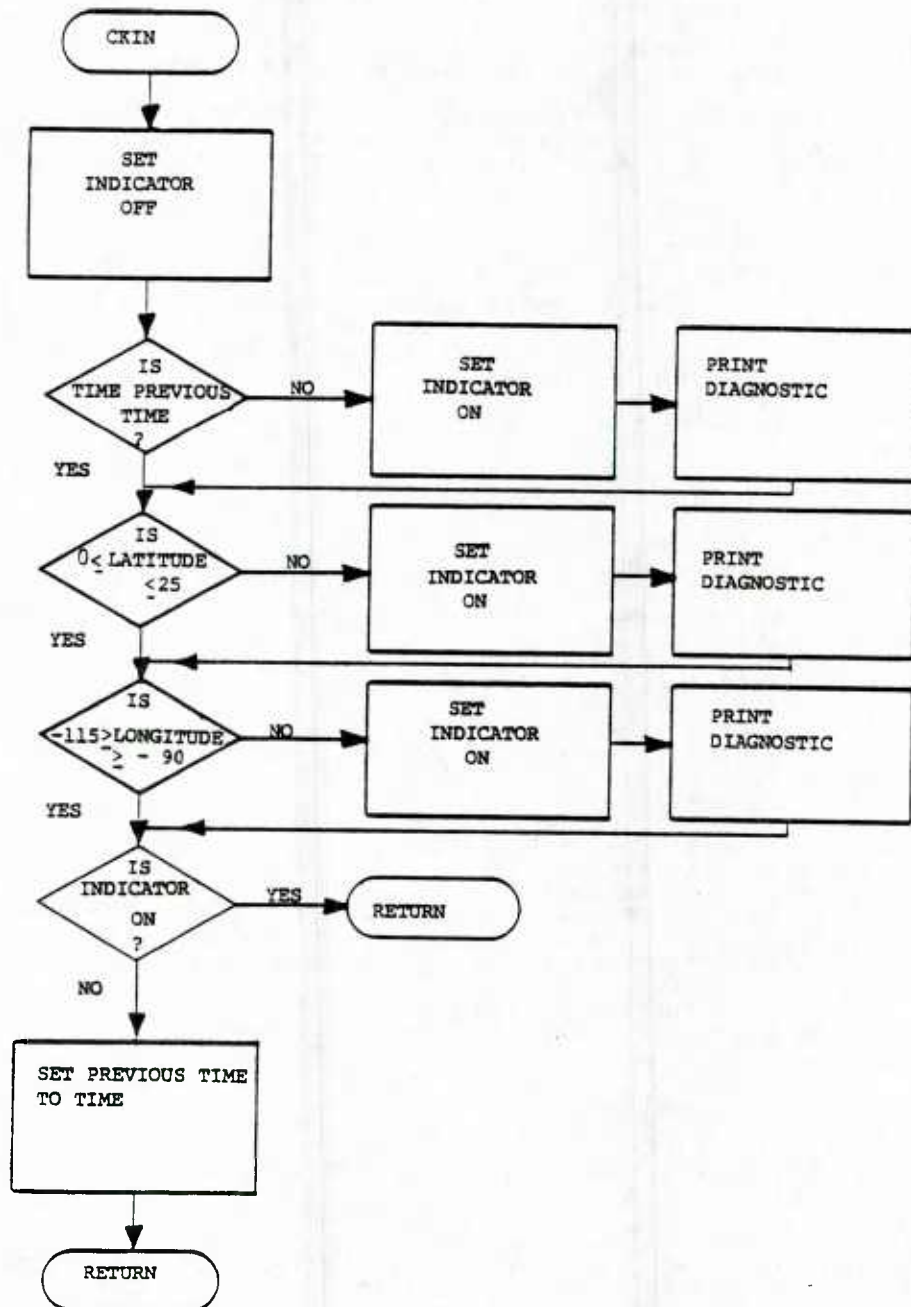 CKIN
SET
INDICATOR
OFF
IS
TIME PREVIOUS
TIME
?
NO
SET
INDICATOR
ON
PRINT
DIAGNOSTIC
YES
IS
0≤ LATITUDE
≤25
NO
SET
INDICATOR
ON
PRINT
DIAGNOSTIC
YES
IS
-115≥LONGITUDE
≥ - 90
NO
SET
INDICATOR
ON
PRINT
DIAGNOSTIC
YES
IS
INDICATOR
ON
?
YES
RETURN
NO
SET PREVIOUS TIME
TO TIME
RETURN